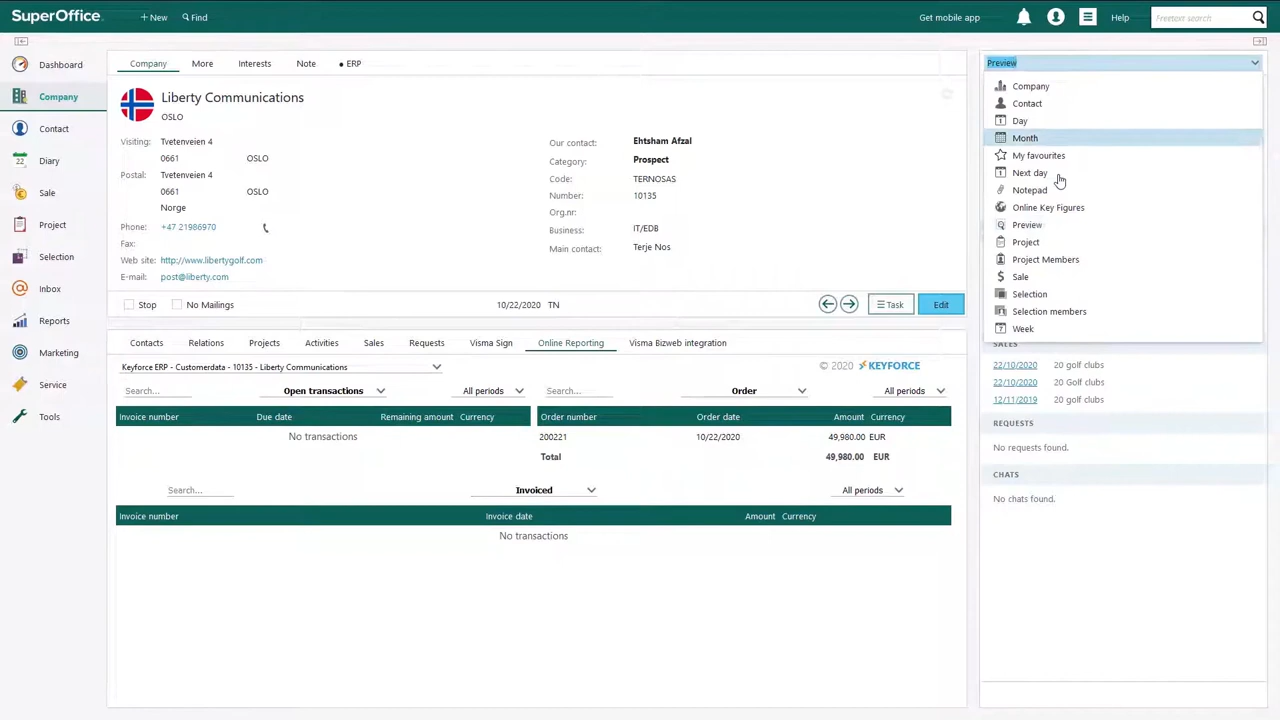 SuperOffice
New
Find
Get mobile app
Help
Freetext search
Dashboard
Company
Contact
Diary
22
Sale
Project
Selection
Inbox
Reports
Marketing
Service
Tools
Company More Interests Note ERP
Liberty Communications
OSLO
Visiting: Tvetenveien 4
0661 OSLO
Postal: Tvetenveien 4
0661 OSLO
Norge
Phone: +47 21986970
Fax:
Web site: http://www.libertygolf.com
E-mail: post@liberty.com
Our contact: Ehtsham Afzal
Category: Prospect
Code: TERNOSAS
Number: 10135
Org.nr:
Business: IT/EDB
Main contact: Terje Nos
Stop No Mailings 10/22/2020 TN Task Edit
Contacts Relations Projects Activities Sales Requests Visma Sign Online Reporting Visma Bizweb integration
Keyforce ERP - Customerdata - 10135 - Liberty Communications
© 2020 KEYFORCE
Search... Open transactions All periods
Invoice number Due date Remaining amount Currency
No transactions
Search... Order All periods
Order number Order date Amount Currency
200221 10/22/2020 49,980.00 EUR
Total 49,980.00 EUR
Search... Invoiced All periods
Invoice number Invoice date Amount Currency
No transactions
Preview
Company
Contact
1 Day
Month
My favourites
1 Next day
Notepad
Online Key Figures
Preview
Project
Project Members
$ Sale
Selection
Selection members
7 Week
SALES
22/10/2020 20 golf clubs
22/10/2020 20 Golf clubs
12/11/2019 20 golf clubs
REQUESTS
No requests found.
CHATS
No chats found.